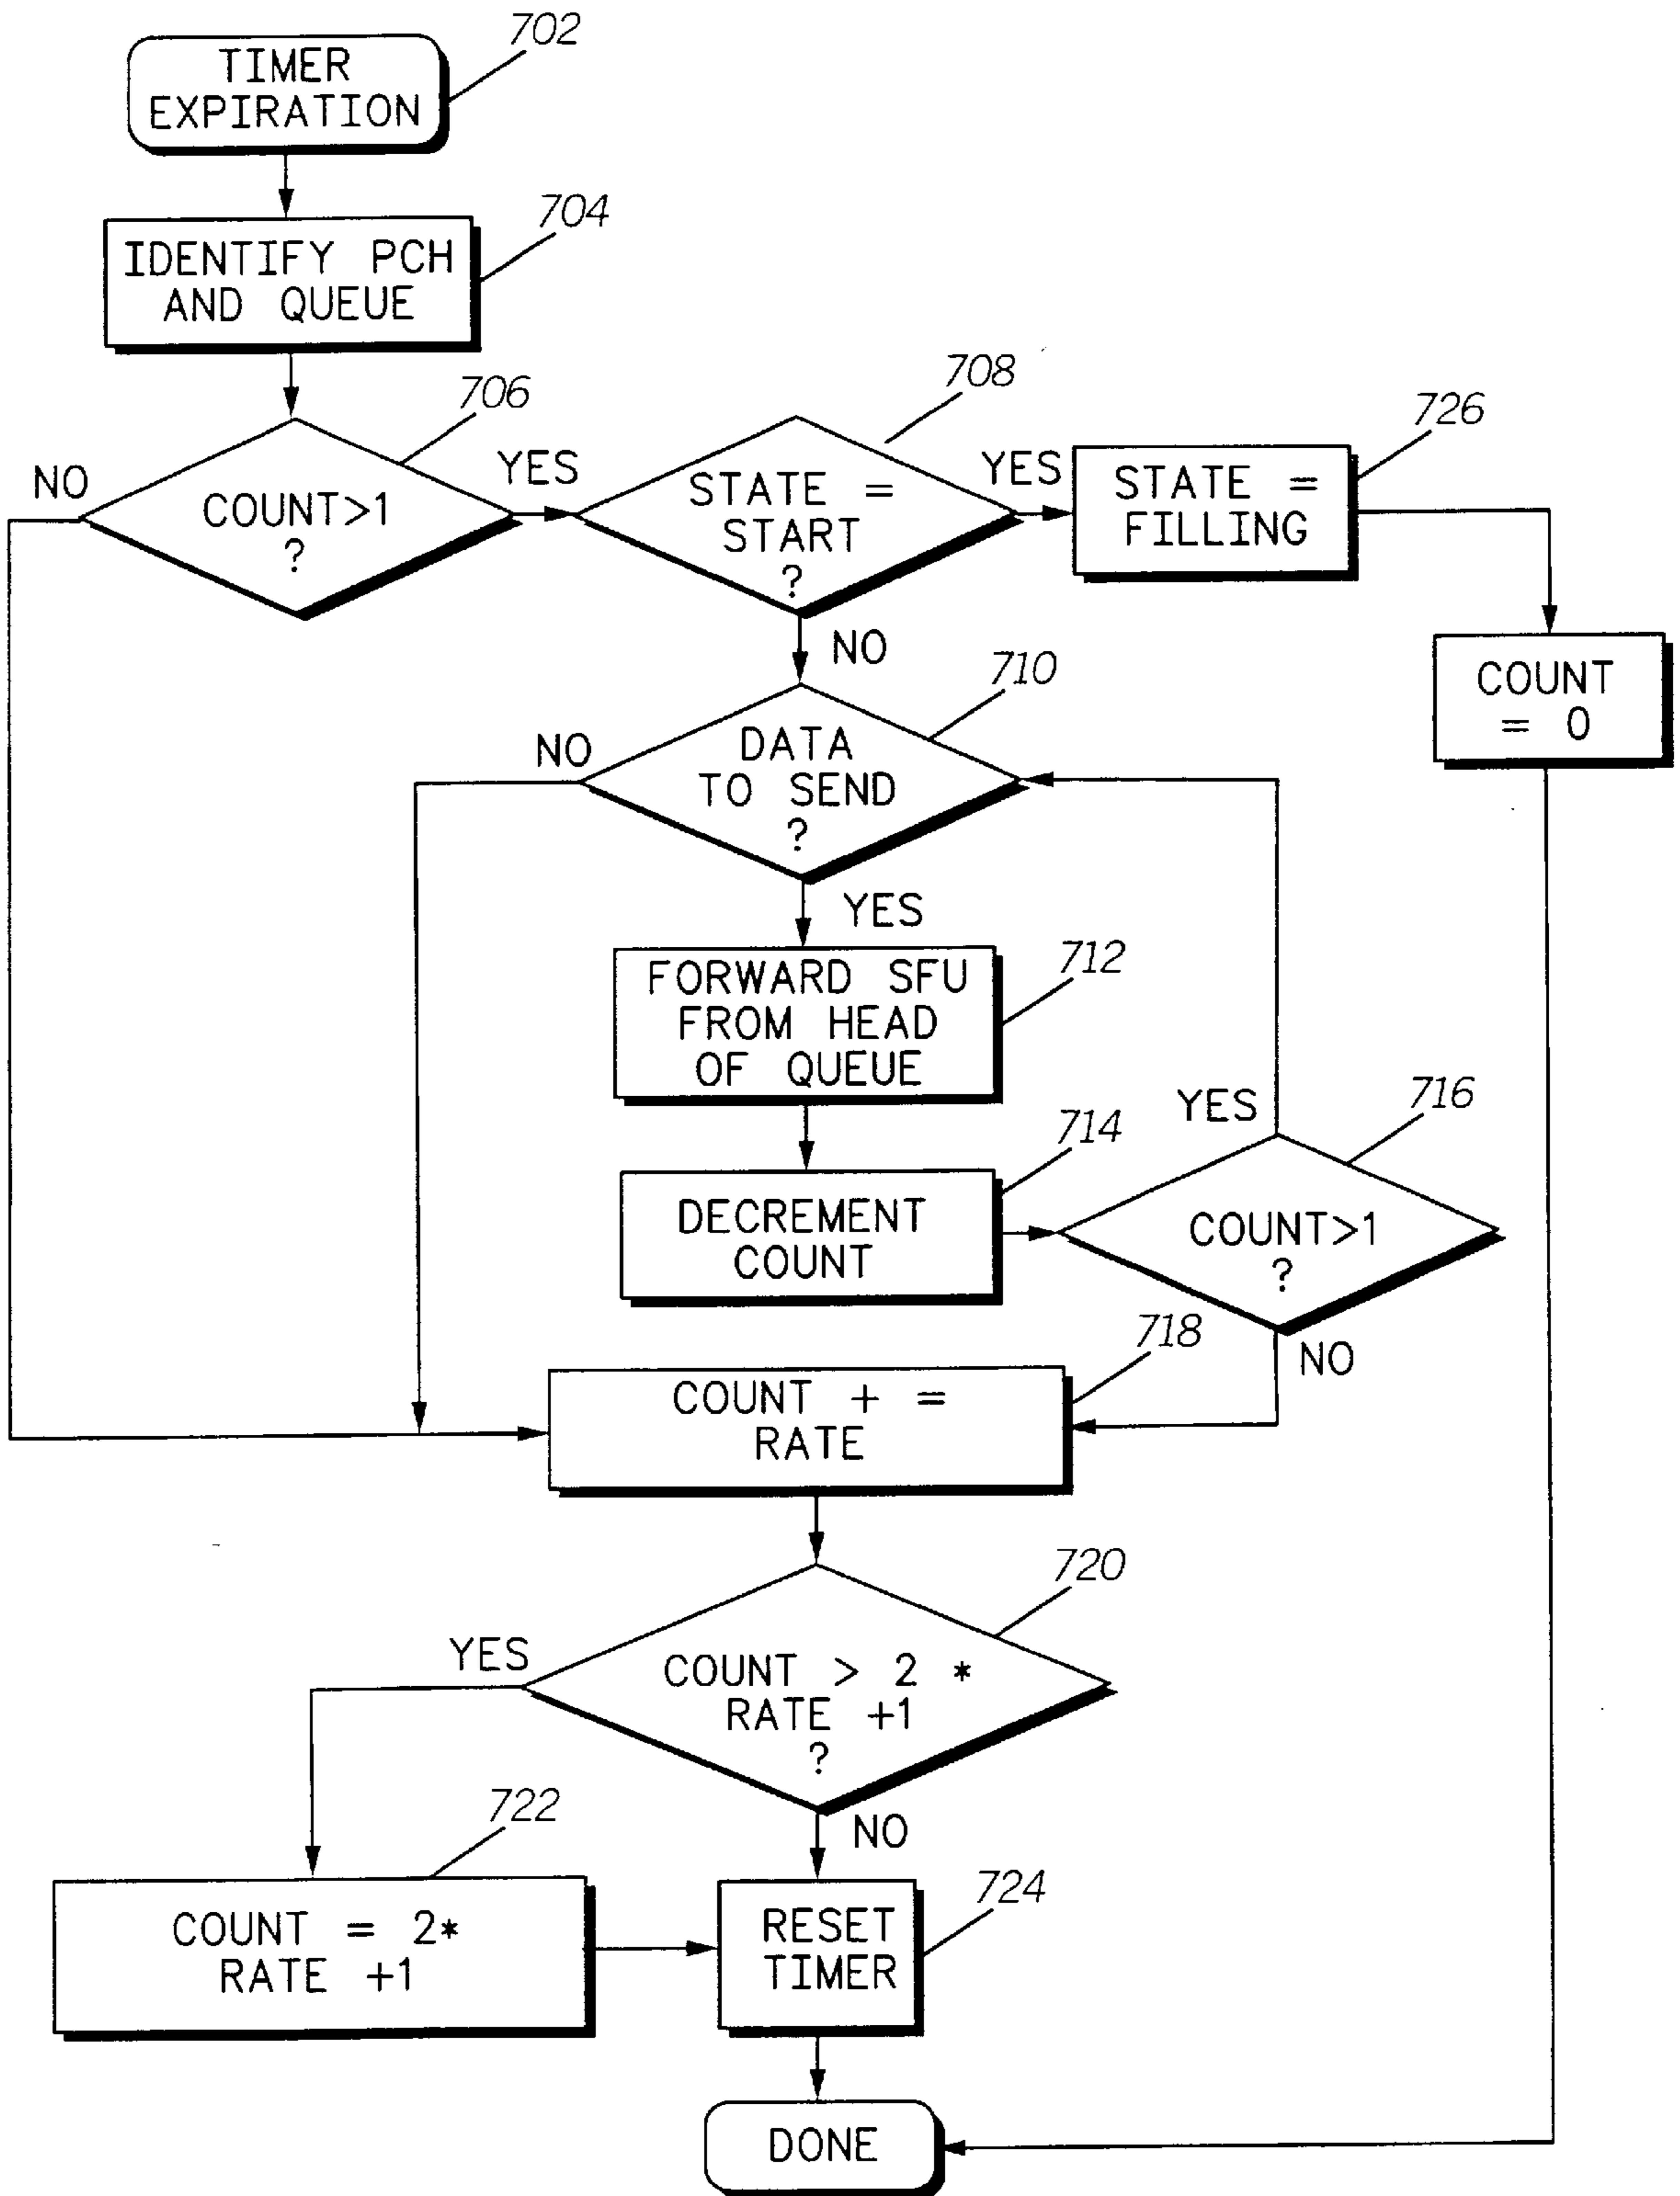 702
TIMER
EXPIRATION
704
IDENTIFY PCH
AND QUEUE
706
NO
COUNT>1
?
YES
708
STATE =
START
?
YES
726
STATE =
FILLING
NO
COUNT
= 0
710
NO
DATA
TO SEND
?
YES
712
FORWARD SFU
FROM HEAD
OF QUEUE
714
DECREMENT
COUNT
YES
716
COUNT>1
?
NO
718
COUNT + =
RATE
720
YES
COUNT > 2 *
RATE +1
?
NO
722
COUNT = 2*
RATE +1
724
RESET
TIMER
DONE